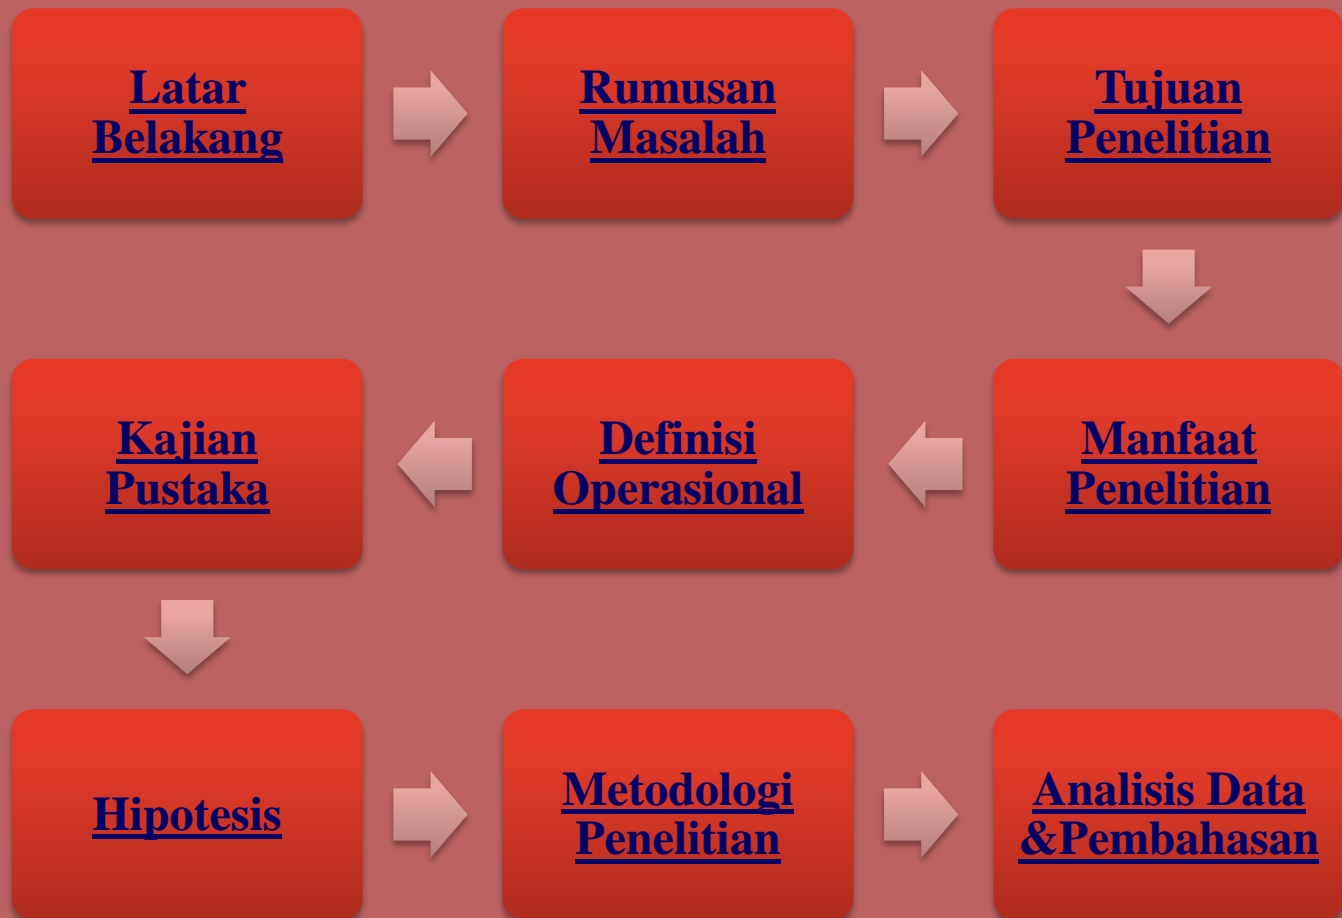 Latar
Belakang
Rumusan
Masalah
Tujuan
Penelitian
Manfaat
Penelitian
Definisi
Operasional
Kajian
Pustaka
Hipotesis
Metodologi
Penelitian
Analisis Data
&Pembahasan